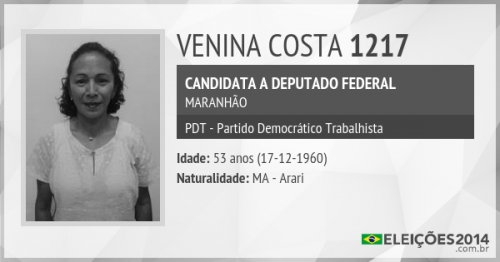 VENINA COSTA 1217
CANDIDATA A DEPUTADO FEDERAL
MARANHÃO
PDT - Partido Democrático Trabalhista
Idade: 53 anos (17-12-1960)
Naturalidade: MA - Arari
ELEIÇÕES2014
.com.br